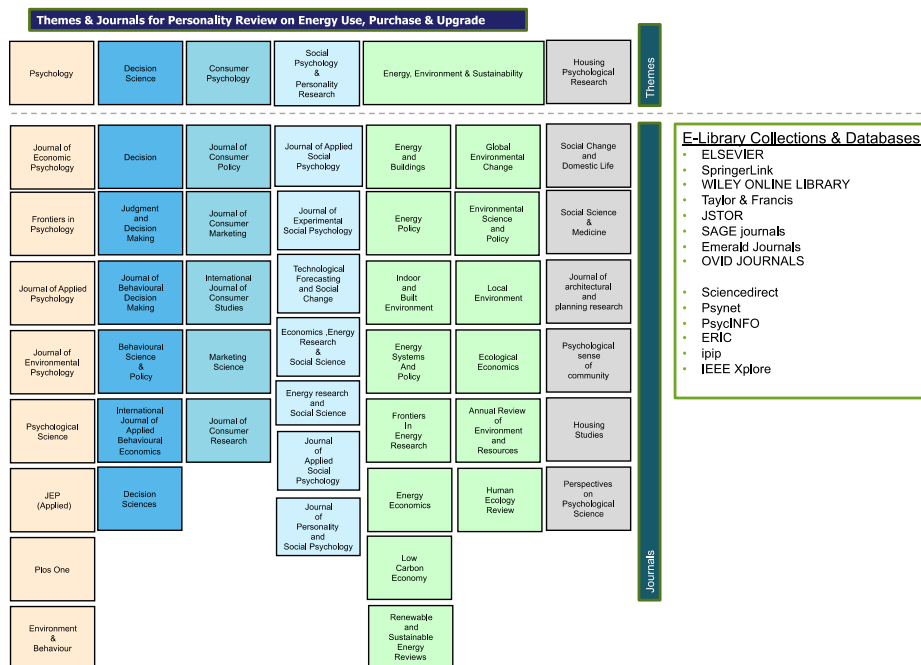 Themes & Journals for Personality Review on Energy Use, Purchase & Upgrade
Psychology
Decision
Science
Consumer
Psychology
Social
Psychology
&
Personality
Research
Energy, Environment & Sustainability
Housing
Psychological
Research
Themes
Journal of
Economic
Psychology
Frontiers in
Psychology
Journal of Applied
Psychology
Journal of
Environmental
Psychology
Psychological
Science
JEP
(Applied)
Plos One
Environment
&
Behaviour
Decision
Judgment
and
Decision
Making
Journal of
Behavioural
Decision
Making
Behavioural
Science
&
Policy
International
Journal of
Applied
Behavioural
Economics
Decision
Sciences
Journal of
Consumer
Policy
Journal of
Consumer
Marketing
International
Journal of
Consumer
Studies
Marketing
Science
Journal of
Consumer
Research
Journal of Applied
Social
Psychology
Journal of
Experimental
Social Psychology
Technological
Forecasting
and Social
Change
Economics ,Energy
Research
&
Social Science
Energy research
and
Social Science
Journal
of
Applied
Social
Psychology
Journal
of
Personality
and
Social Psychology
Energy
and
Buildings
Energy
Policy
Indoor
and
Built
Environment
Energy
Systems
And
Policy
Frontiers
In
Energy
Research
Energy
Economics
Low
Carbon
Economy
Renewable
and
Sustainable
Energy
Reviews
Global
Environmental
Change
Environmental
Science
and
Policy
Local
Environment
Ecological
Economics
Annual Review
of
Environment
and
Resources
Human
Ecology
Review
Social Change
and
Domestic Life
Social Science
&
Medicine
Journal of
architectural
and
planning research
Psychological
sense
of
community
Housing
Studies
Perspectives
on
Psychological
Science
Journals
E-Library Collections & Databases
• ELSEVIER
• SpringerLink
• WILEY ONLINE LIBRARY
• Taylor & Francis
• JSTOR
• SAGE journals
• Emerald Journals
• OVID JOURNALS
• Sciencedirect
• Psynet
• PsycINFO
• ERIC
• ipip
• IEEE Xplore